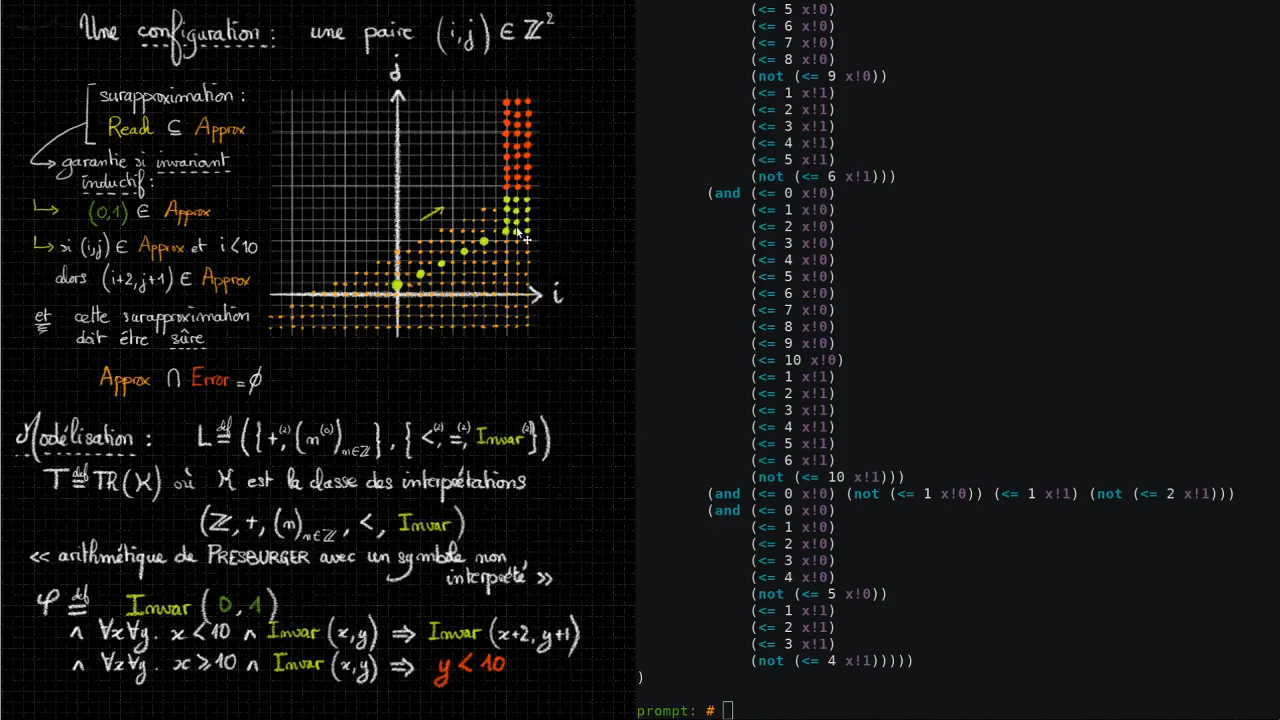 Une configuration : une paire (i,j) ∈ ℤ²
surapproximation :
Read ⊆ Approx
garantie si invariant
inductif :
(0,1) ∈ Approx
si (i,j) ∈ Approx et i < 10
alors (i+2, j+1) ∈ Approx
et cette surapproximation
doit être sûre
Approx ∩ Error = ∅
j
i
Modélisation : L ≝ ({+⁽²⁾, (m⁽⁰⁾)m∈ℤ}, {<⁽²⁾, =⁽²⁾, Invar⁽²⁾})
T ≝ TR(K) où K est la classe des interprétations
(ℤ, +, (m)m∈ℤ, <, Invar)
« arithmétique de PRESBURGER avec un symbole non
interprété »
φ ≝ Invar (0, 1)
∧ ∀x∀y. x < 10 ∧ Invar (x,y) ⇒ Invar (x+2, y+1)
∧ ∀x∀y. x ⩾ 10 ∧ Invar (x,y) ⇒ y < 10
(<= 5 x!0)
(<= 6 x!0)
(<= 7 x!0)
(<= 8 x!0)
(not (<= 9 x!0))
(<= 1 x!1)
(<= 2 x!1)
(<= 3 x!1)
(<= 4 x!1)
(<= 5 x!1)
(not (<= 6 x!1)))
(and (<= 0 x!0)
(<= 1 x!0)
(<= 2 x!0)
(<= 3 x!0)
(<= 4 x!0)
(<= 5 x!0)
(<= 6 x!0)
(<= 7 x!0)
(<= 8 x!0)
(<= 9 x!0)
(<= 10 x!0)
(<= 1 x!1)
(<= 2 x!1)
(<= 3 x!1)
(<= 4 x!1)
(<= 5 x!1)
(<= 6 x!1)
(not (<= 10 x!1)))
(and (<= 0 x!0) (not (<= 1 x!0)) (<= 1 x!1) (not (<= 2 x!1)))
(and (<= 0 x!0)
(<= 1 x!0)
(<= 2 x!0)
(<= 3 x!0)
(<= 4 x!0)
(not (<= 5 x!0))
(<= 1 x!1)
(<= 2 x!1)
(<= 3 x!1)
(not (<= 4 x!1)))))
)
prompt: #